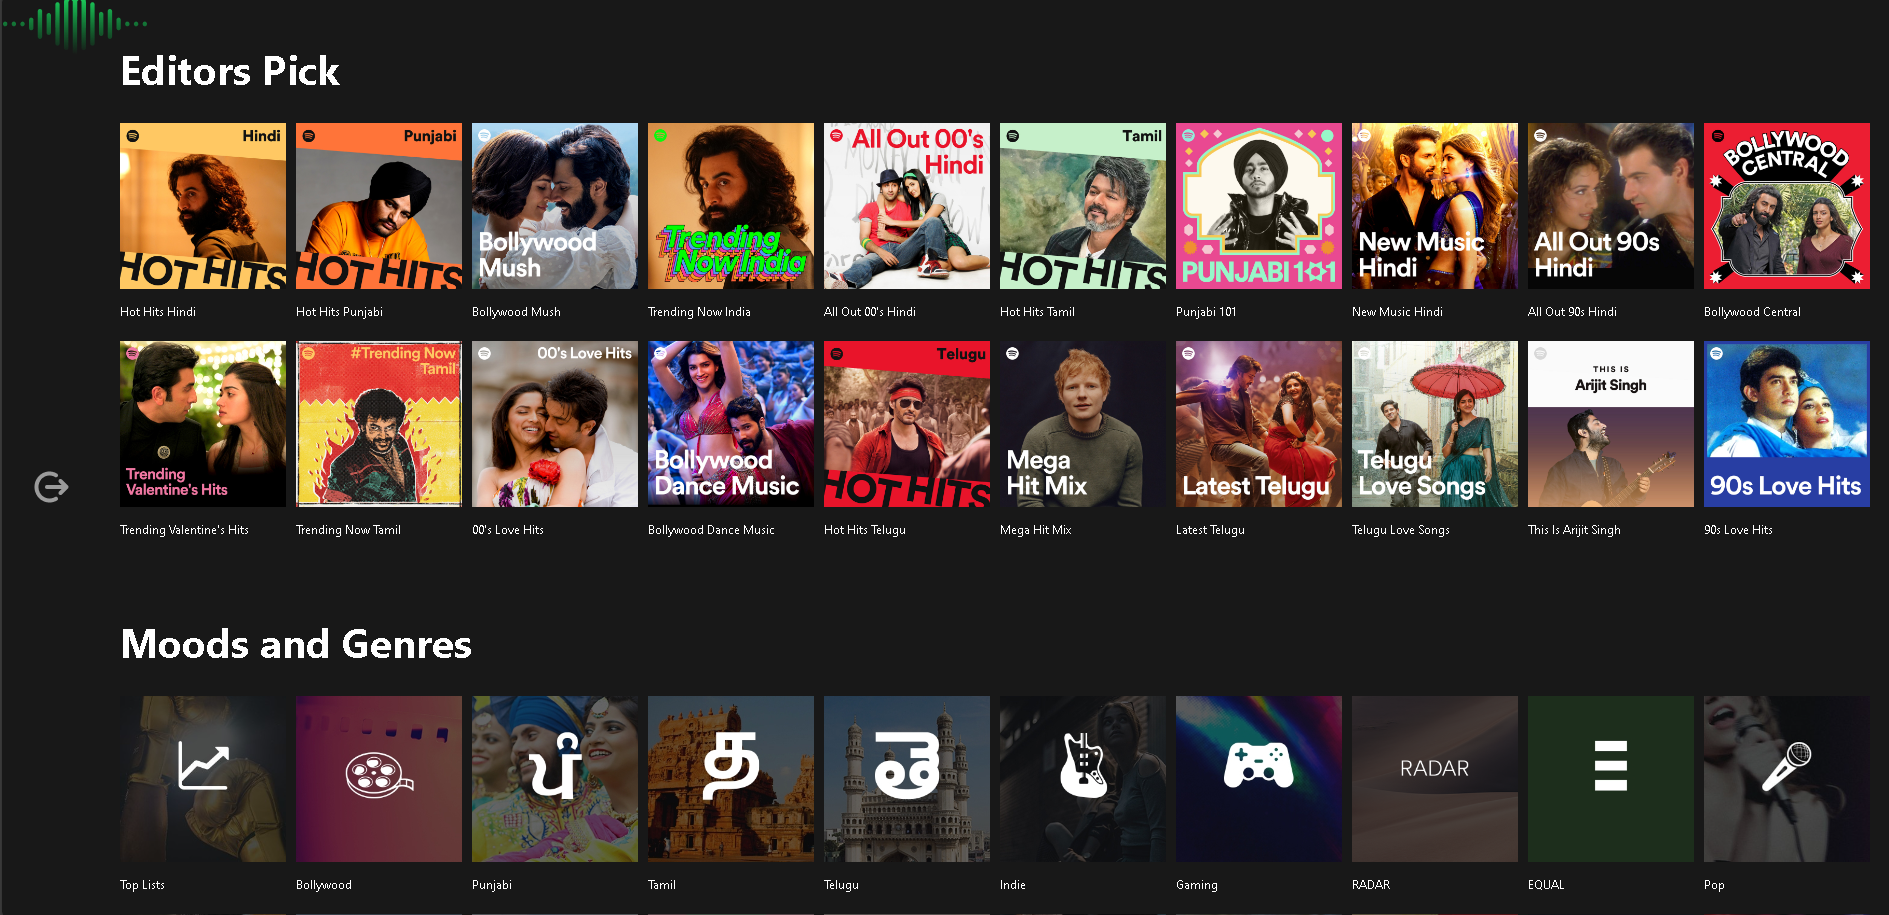 Editors Pick
Hindi
HOT HITS
Punjabi
HOT HITS
Bollywood
Mush
Trending
Now India
All Out 00's
Hindi
Tamil
HOT HITS
PUNJABI 101
New Music
Hindi
All Out 90s
Hindi
BOLLYWOOD
CENTRAL
Hot Hits Hindi
Hot Hits Punjabi
Bollywood Mush
Trending Now India
All Out 00's Hindi
Hot Hits Tamil
Punjabi 101
New Music Hindi
All Out 90s Hindi
Bollywood Central
Trending
Valentine's Hits
#Trending Now
Tamil
00's Love Hits
Bollywood
Dance Music
Telugu
HOT HITS
Mega
Hit Mix
Latest Telugu
Telugu
Love Songs
THIS IS
Arijit Singh
90s Love Hits
Trending Valentine's Hits
Trending Now Tamil
00's Love Hits
Bollywood Dance Music
Hot Hits Telugu
Mega Hit Mix
Latest Telugu
Telugu Love Songs
This Is Arijit Singh
90s Love Hits
Moods and Genres
ਪੰ
த
తె
RADAR
Top Lists
Bollywood
Punjabi
Tamil
Telugu
Indie
Gaming
RADAR
EQUAL
Pop